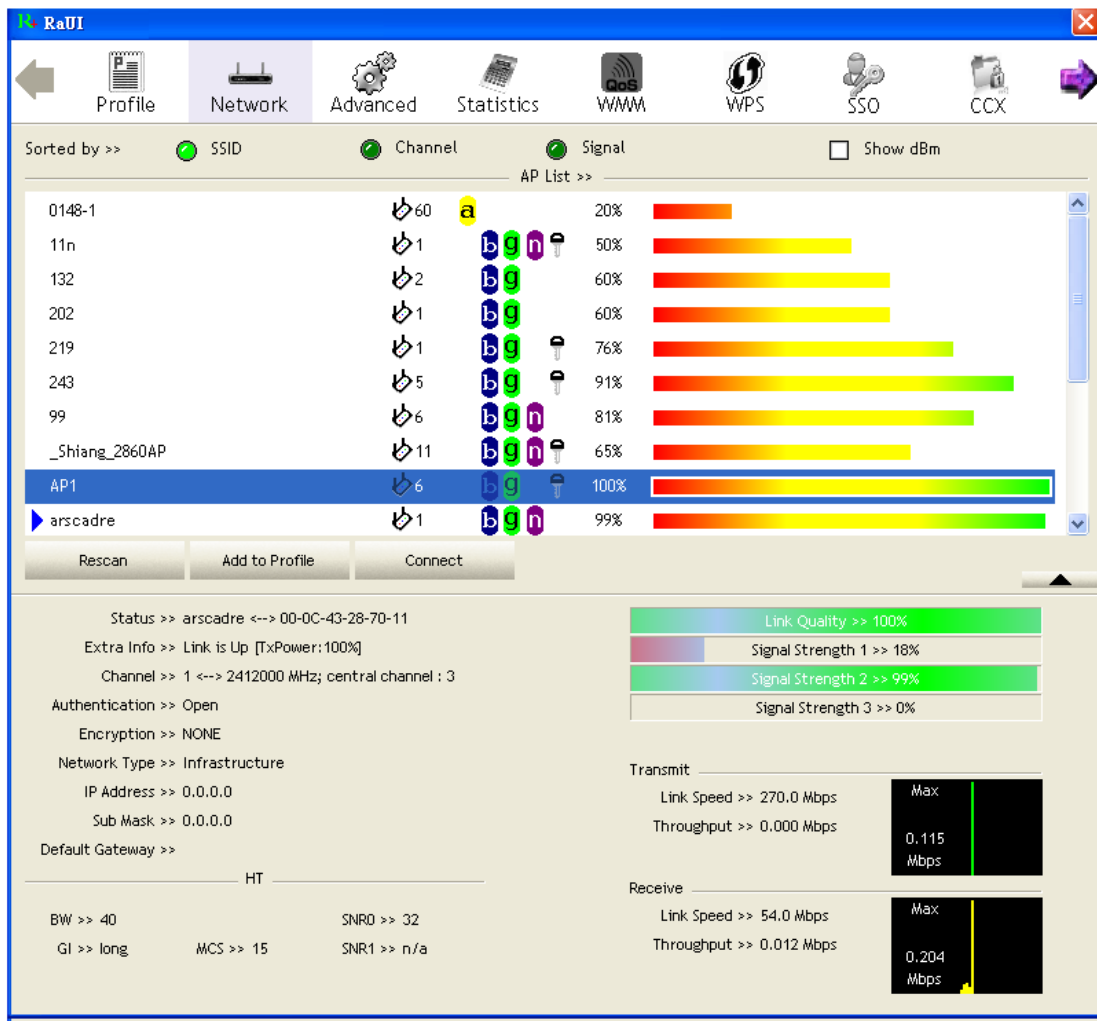 RaUI
Profile Network Advanced Statistics QoS WMM WPS SSO CCX
Sorted by >> SSID Channel Signal Show dBm
AP List >>
0148-1 60 a 20%
11n 1 b g n 50%
132 2 b g 60%
202 1 b g 60%
219 1 b g 76%
243 5 b g 91%
99 6 b g n 81%
_Shiang_2860AP 11 b g n 65%
AP1 6 b g 100%
arscadre 1 b g n 99%
Rescan Add to Profile Connect
Status >> arscadre <--> 00-0C-43-28-70-11
Extra Info >> Link is Up [TxPower:100%]
Channel >> 1 <--> 2412000 MHz; central channel : 3
Authentication >> Open
Encryption >> NONE
Network Type >> Infrastructure
IP Address >> 0.0.0.0
Sub Mask >> 0.0.0.0
Default Gateway >>
HT
BW >> 40 SNR0 >> 32
GI >> long MCS >> 15 SNR1 >> n/a
Link Quality >> 100%
Signal Strength 1 >> 18%
Signal Strength 2 >> 99%
Signal Strength 3 >> 0%
Transmit
Link Speed >> 270.0 Mbps
Throughput >> 0.000 Mbps
Max
0.115
Mbps
Receive
Link Speed >> 54.0 Mbps
Throughput >> 0.012 Mbps
Max
0.204
Mbps